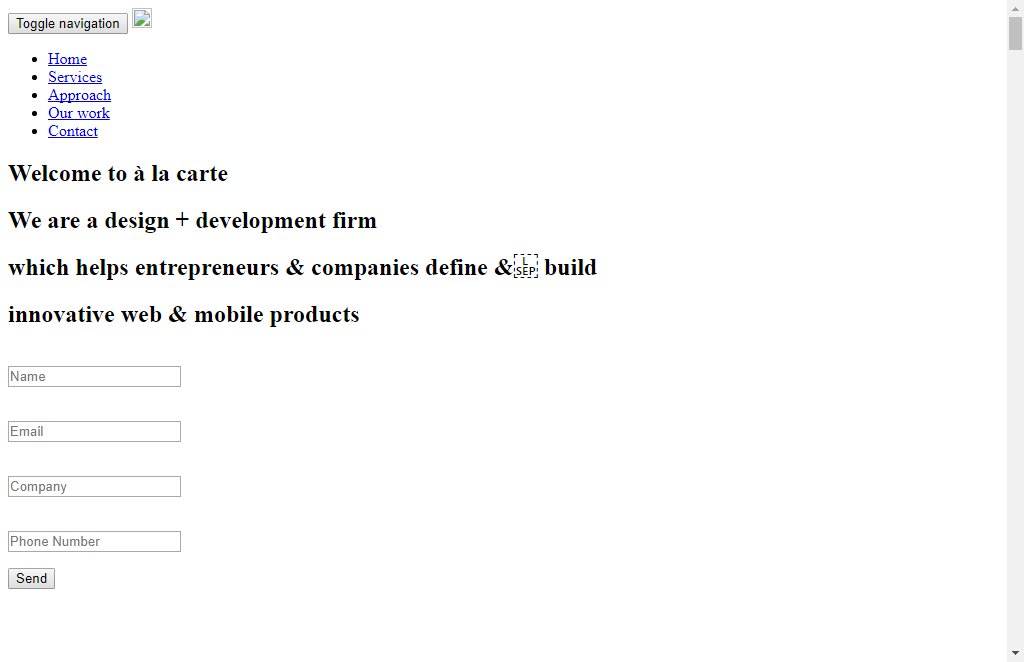 Toggle navigation
Home
Services
Approach
Our work
Contact
Welcome to à la carte
We are a design + development firm
which helps entrepreneurs & companies define &
 build
innovative web & mobile products
Name
Email
Company
Phone Number
Send